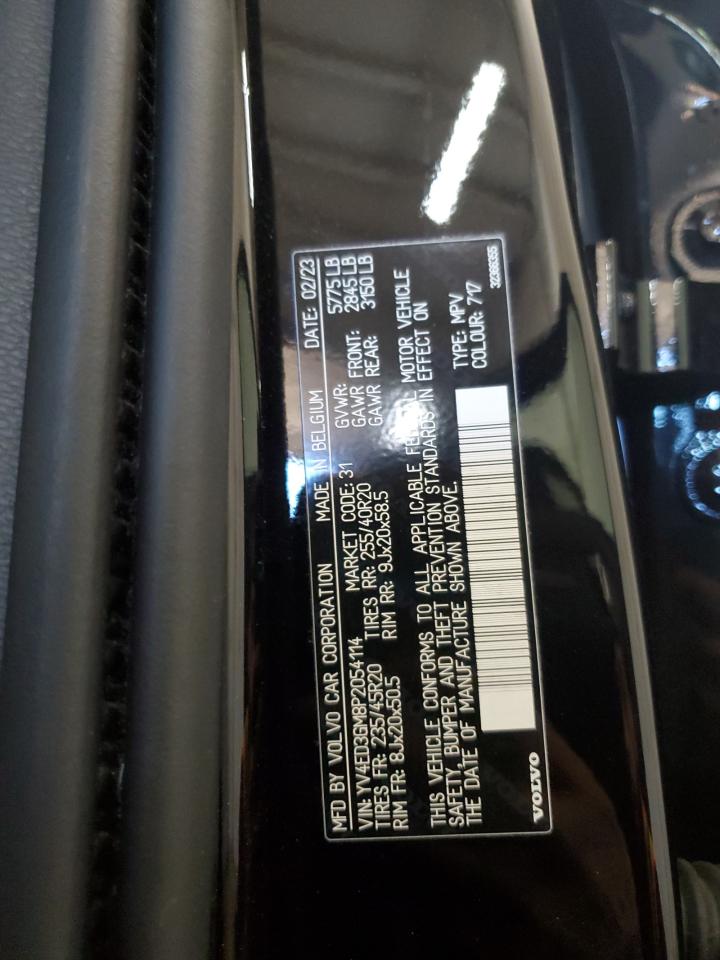 MFD BY VOLVO CAR CORPORATION MADE IN BELGIUM DATE: 02/23
VIN: YV4ED3GM8P2054114 MARKET CODE: 31 GVWR: 5775 LB
TIRES FR: 235/45R20 TIRES RR: 255/40R20 GAWR FRONT: 2845 LB
RIM FR: 8Jx20x50.5 RIM RR: 9Jx20x58.5 GAWR REAR: 3150 LB
THIS VEHICLE CONFORMS TO ALL APPLICABLE FEDERAL MOTOR VEHICLE
SAFETY, BUMPER AND THEFT PREVENTION STANDARDS IN EFFECT ON
THE DATE OF MANUFACTURE SHOWN ABOVE.
TYPE: MPV
COLOUR: 717
VOLVO
32366355